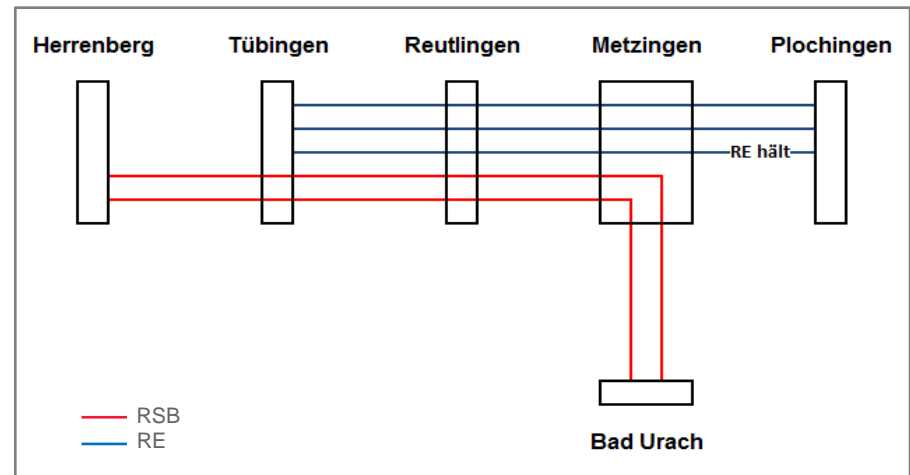 Herrenberg Tübingen Reutlingen Metzingen Plochingen
RE hält
RSB
RE
Bad Urach